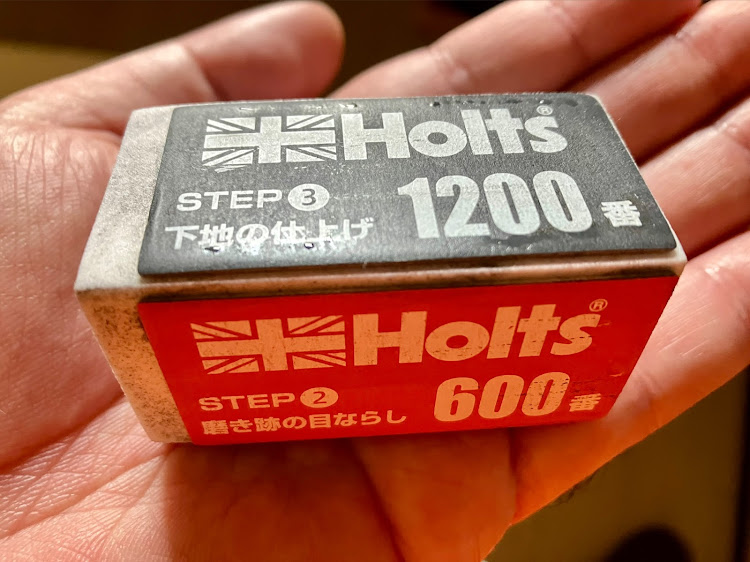 Holts®
STEP 3 1200番
下地の仕上げ
Holts®
STEP 2 600番
磨き跡の目ならし